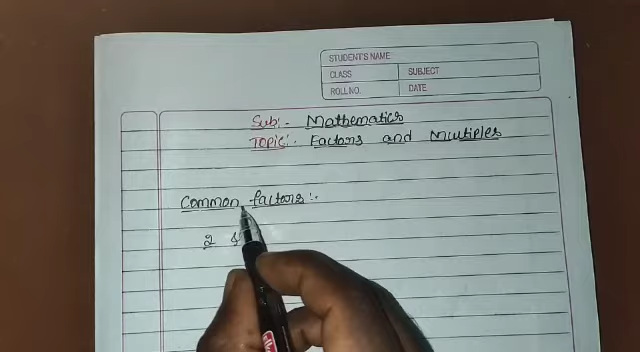 STUDENT'S NAME
CLASS SUBJECT
ROLL NO. DATE
Sub:- Mathematics
Topic:- Factors and Multiples
Common factors:-
2